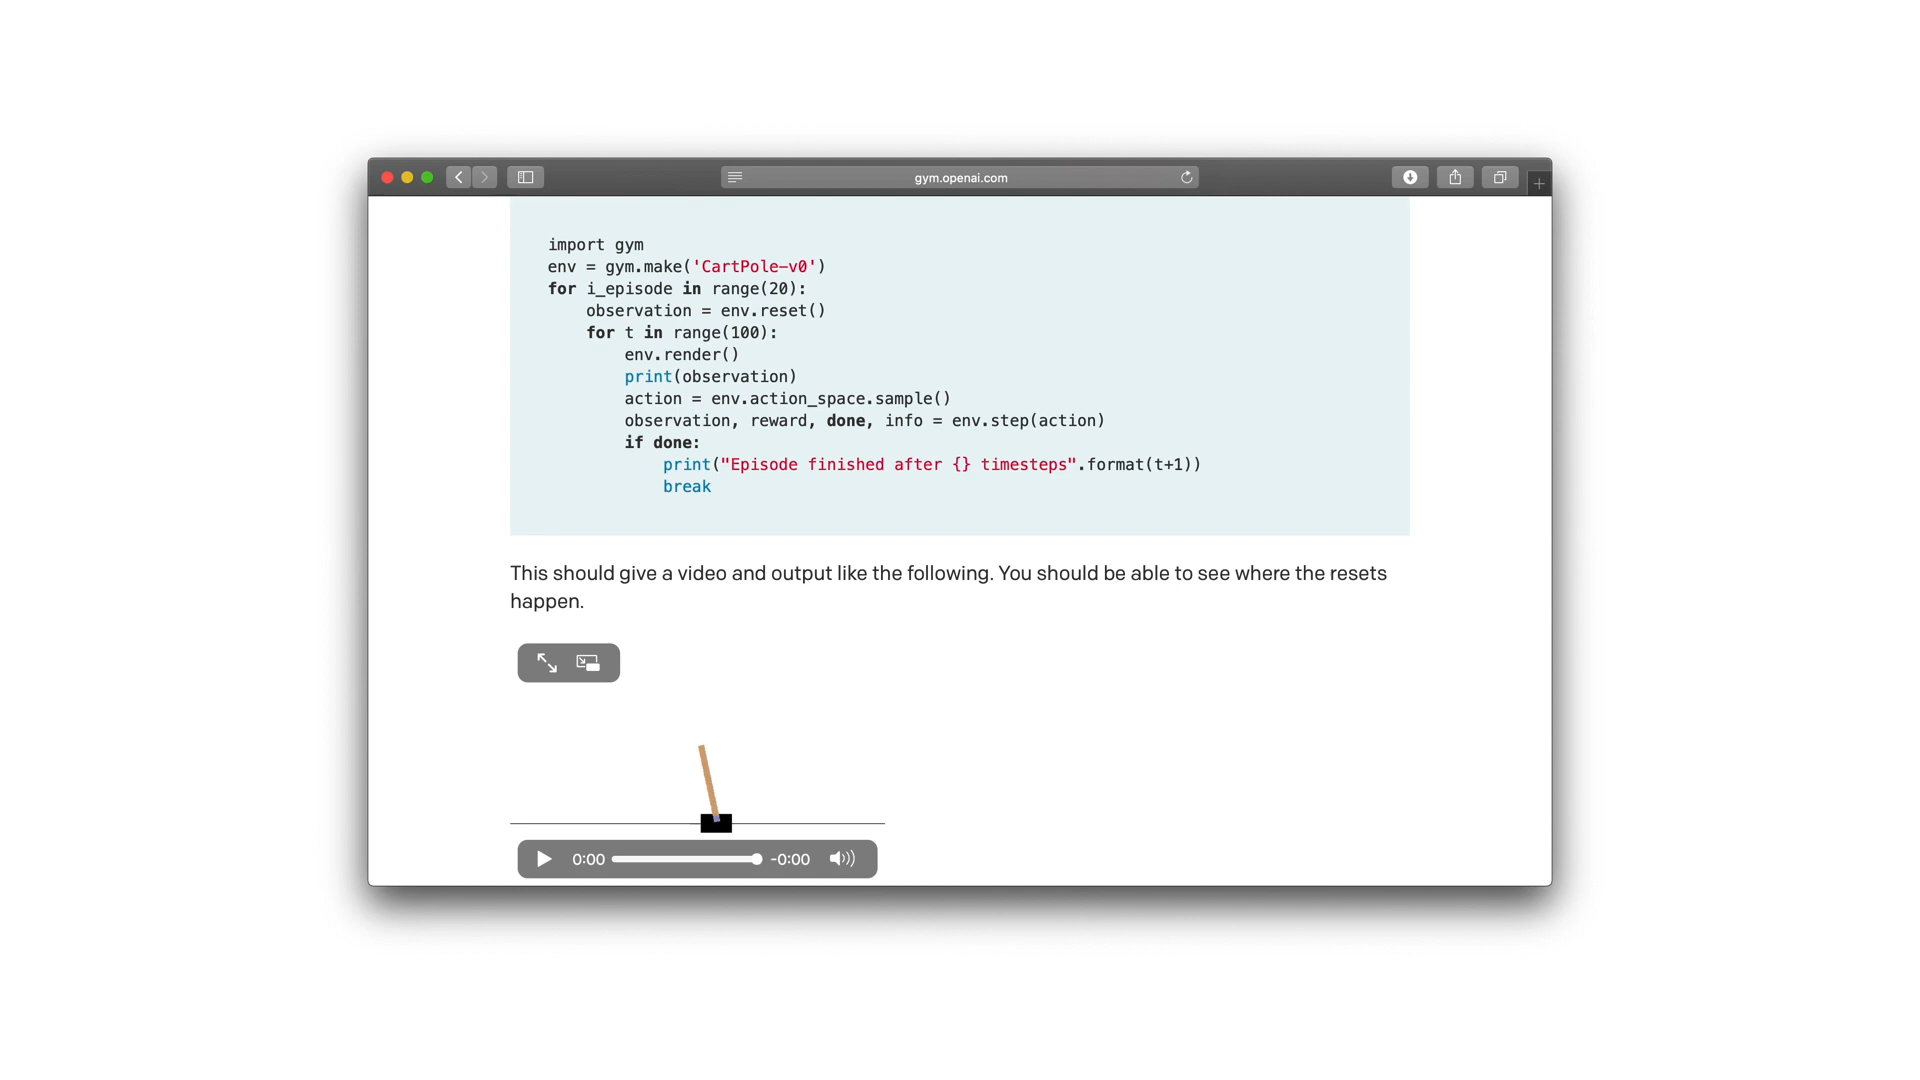 gym.openai.com
import gym
env = gym.make('CartPole-v0')
for i_episode in range(20):
    observation = env.reset()
    for t in range(100):
        env.render()
        print(observation)
        action = env.action_space.sample()
        observation, reward, done, info = env.step(action)
        if done:
            print("Episode finished after {} timesteps".format(t+1))
            break
This should give a video and output like the following. You should be able to see where the resets
happen.
0:00 -0:00